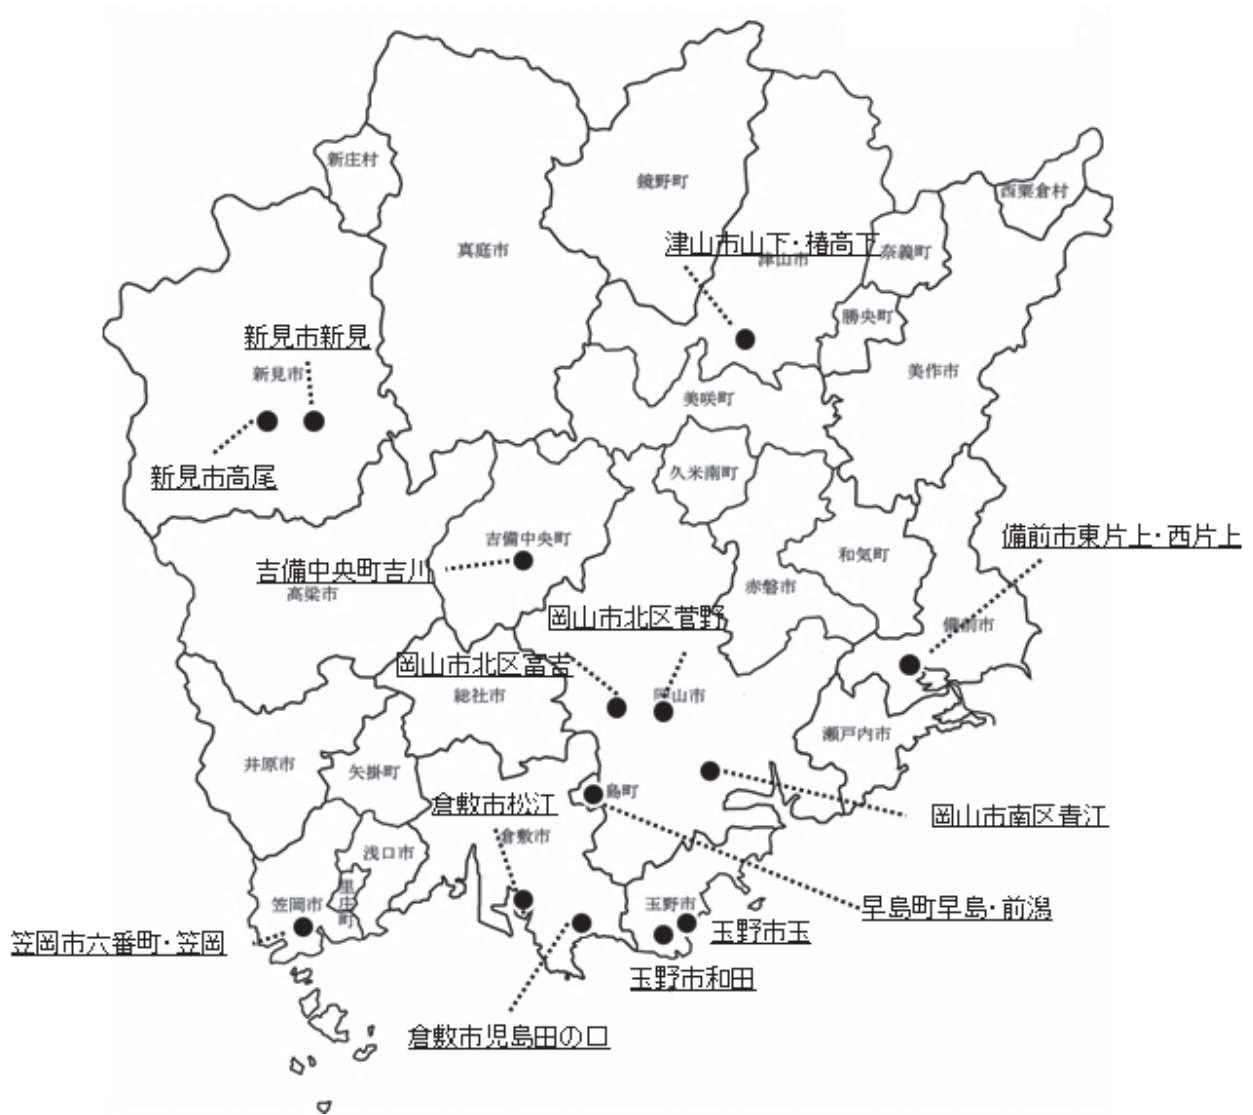 新庄村
鏡野町
西粟倉村
津山市山下・椿高下
奈義町
真庭市
津山市
勝央町
新見市新見
新見市
美作市
美咲町
新見市高尾
久米南町
備前市東片上・西片上
吉備中央町
和気町
吉備中央町吉川
高梁市
赤磐市
岡山市北区菅野
備前市
岡山市北区富吉
総社市
岡山市
瀬戸内市
井原市
矢掛町
島町
倉敷市松江
岡山市南区青江
倉敷市
浅口市
里庄町
笠岡市
玉野市
早島町早島・前潟
笠岡市六番町・笠岡
玉野市玉
玉野市和田
倉敷市児島田の口